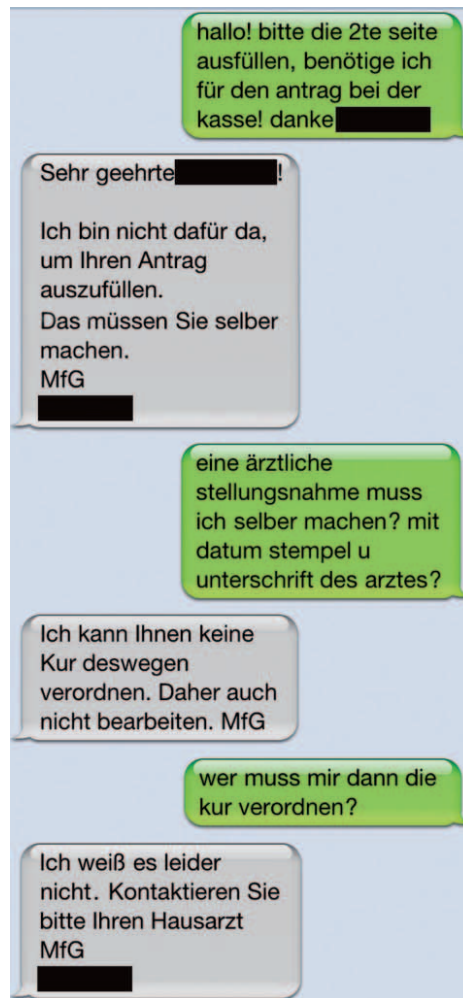 hallo! bitte die 2te seite
ausfüllen, benötige ich
für den antrag bei der
kasse! danke
Sehr geehrte !
Ich bin nicht dafür da,
um Ihren Antrag
auszufüllen.
Das müssen Sie selber
machen.
MfG
eine ärztliche
stellungsnahme muss
ich selber machen? mit
datum stempel u
unterschrift des arztes?
Ich kann Ihnen keine
Kur deswegen
verordnen. Daher auch
nicht bearbeiten. MfG
wer muss mir dann die
kur verordnen?
Ich weiß es leider
nicht. Kontaktieren Sie
bitte Ihren Hausarzt
MfG